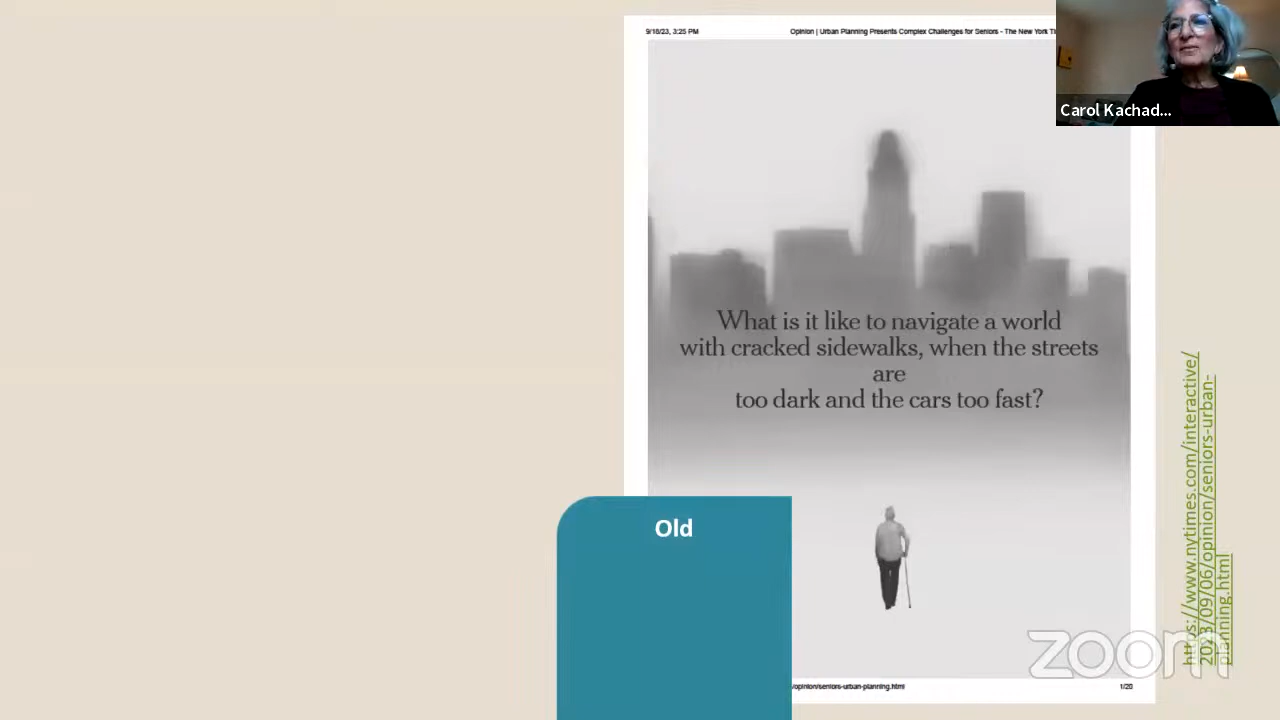 9/18/23, 3:25 PM
Opinion | Urban Planning Presents Complex Challenges for Seniors - The New York Ti
Carol Kachad...
What is it like to navigate a world
with cracked sidewalks, when the streets
are
too dark and the cars too fast?
Old
https://www.nytimes.com/interactive/
2023/09/06/opinion/seniors-urban-
planning.html
zoom
/opinion/seniors-urban-planning.html
1/20